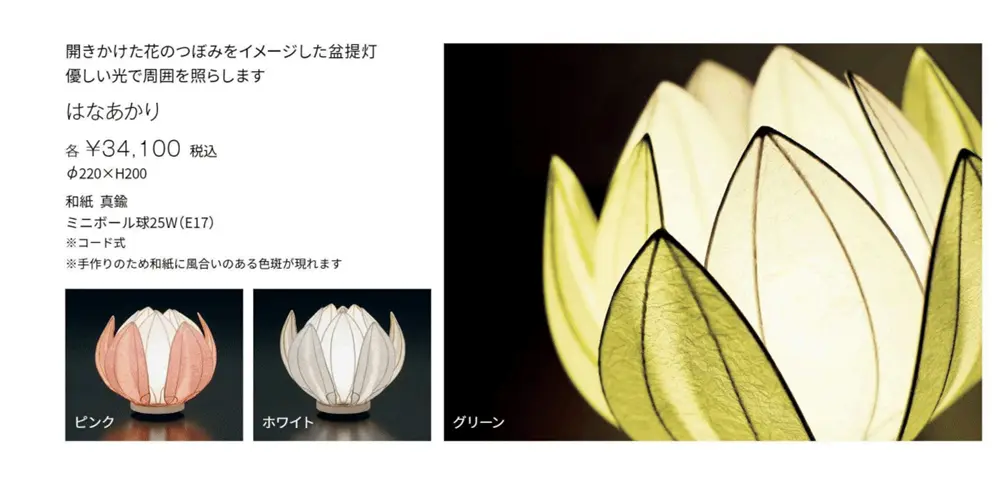 開きかけた花のつぼみをイメージした盆提灯
優しい光で周囲を照らします
はなあかり
各 ¥34,100 税込
φ220×H200
和紙 真鍮
ミニボール球25W(E17)
※コード式
※手作りのため和紙に風合いのある色斑が現れます
ピンク
ホワイト
グリーン